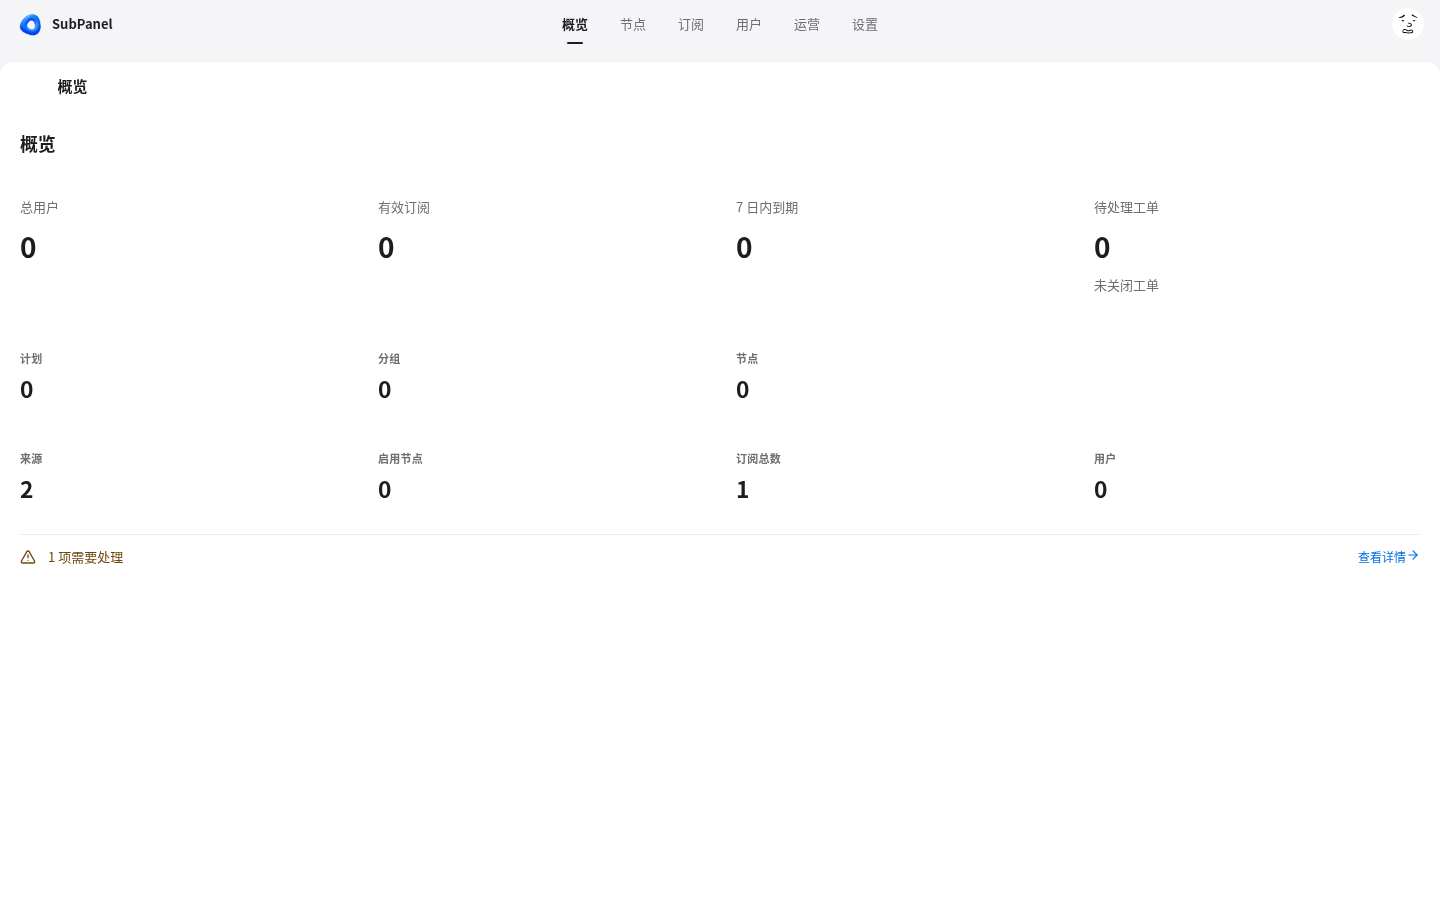 SubPanel
概览 节点 订阅 用户 运营 设置
概览
概览
总用户 有效订阅 7 日内到期 待处理工单
0 0 0 0
未关闭工单
计划 分组 节点
0 0 0
来源 启用节点 订阅总数 用户
2 0 1 0
1 项需要处理 查看详情